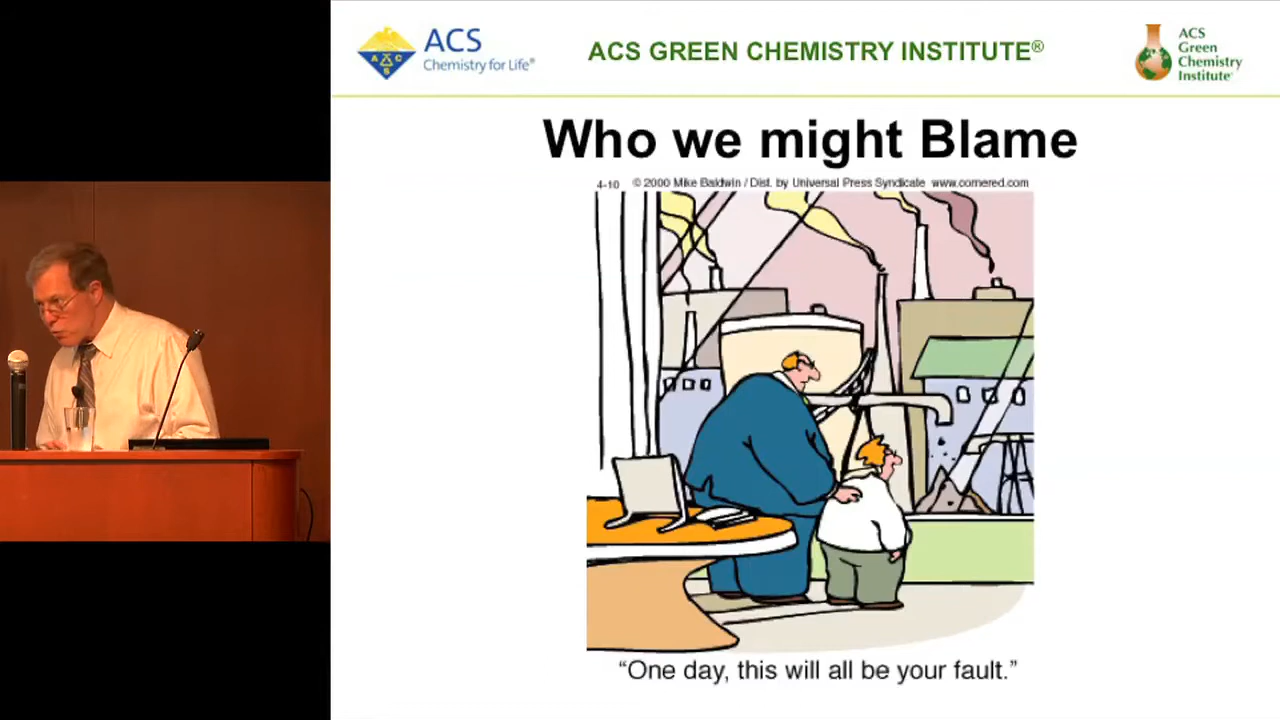 ACS
Chemistry for Life®
A C S
ACS GREEN CHEMISTRY INSTITUTE®
ACS
Green
Chemistry
Institute®
Who we might Blame
4-10 © 2000 Mike Baldwin / Dist. by Universal Press Syndicate www.cornered.com
“One day, this will all be your fault.”